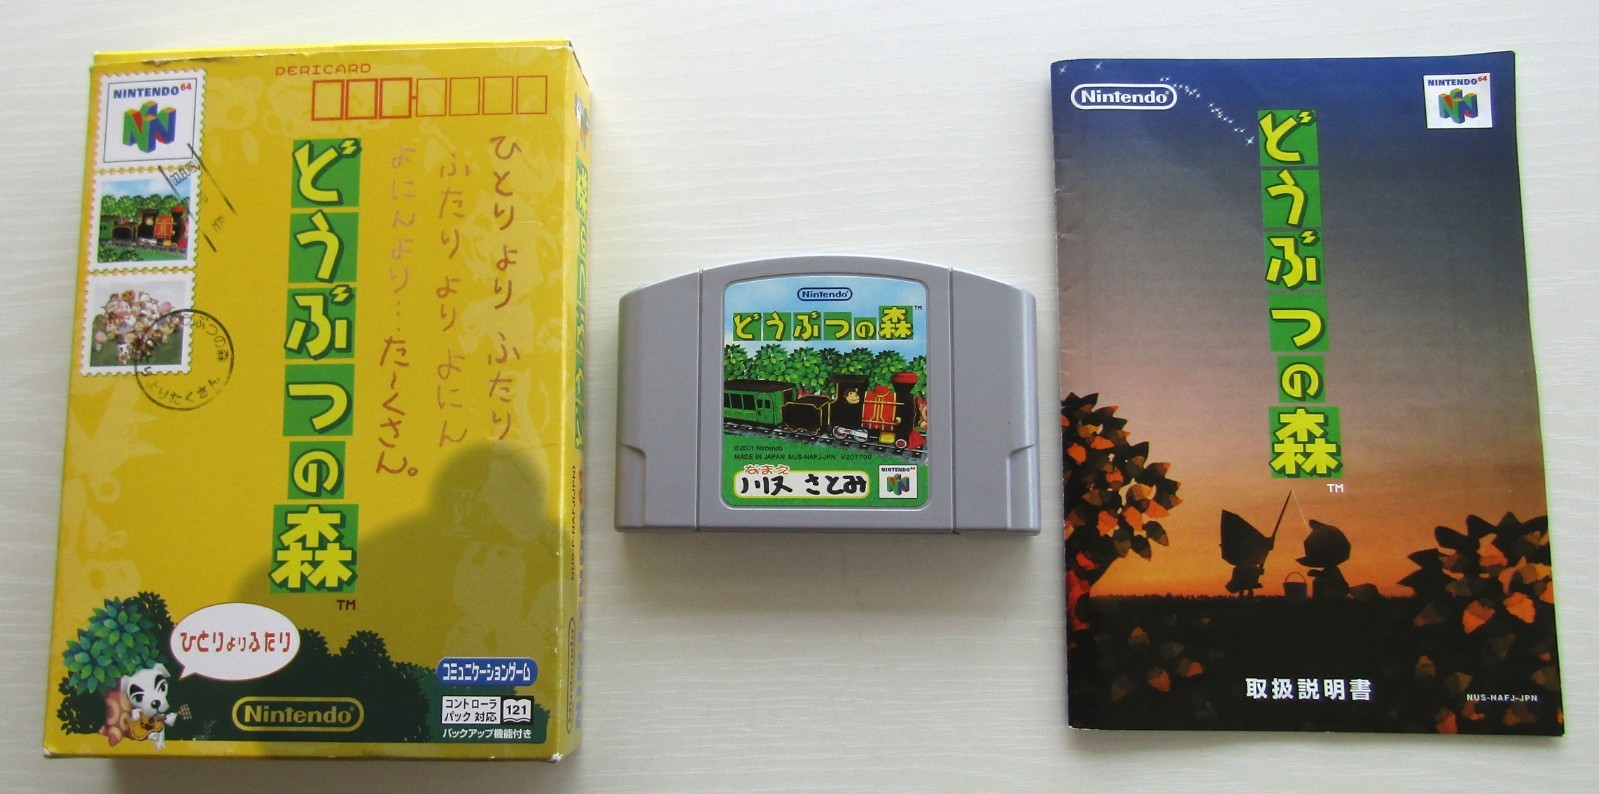 PERICARD
NINTENDO64
どうぶつの森
TM
ひとりよりふたり
ふたりよりよにん
よにんより…た〜くさん。
ひとりよりふたり
Nintendo
コミュニケーションゲーム
コントローラ
パック対応
121
バックアップ機能付き
Nintendo
どうぶつの森
TM
©2001 Nintendo
MADE IN JAPAN NUS-NAFJ-JPN
なまえ
さとみ
NINTENDO64
Nintendo
NINTENDO64
どうぶつの森
TM
取扱説明書
NUS-NAFJ-JPN